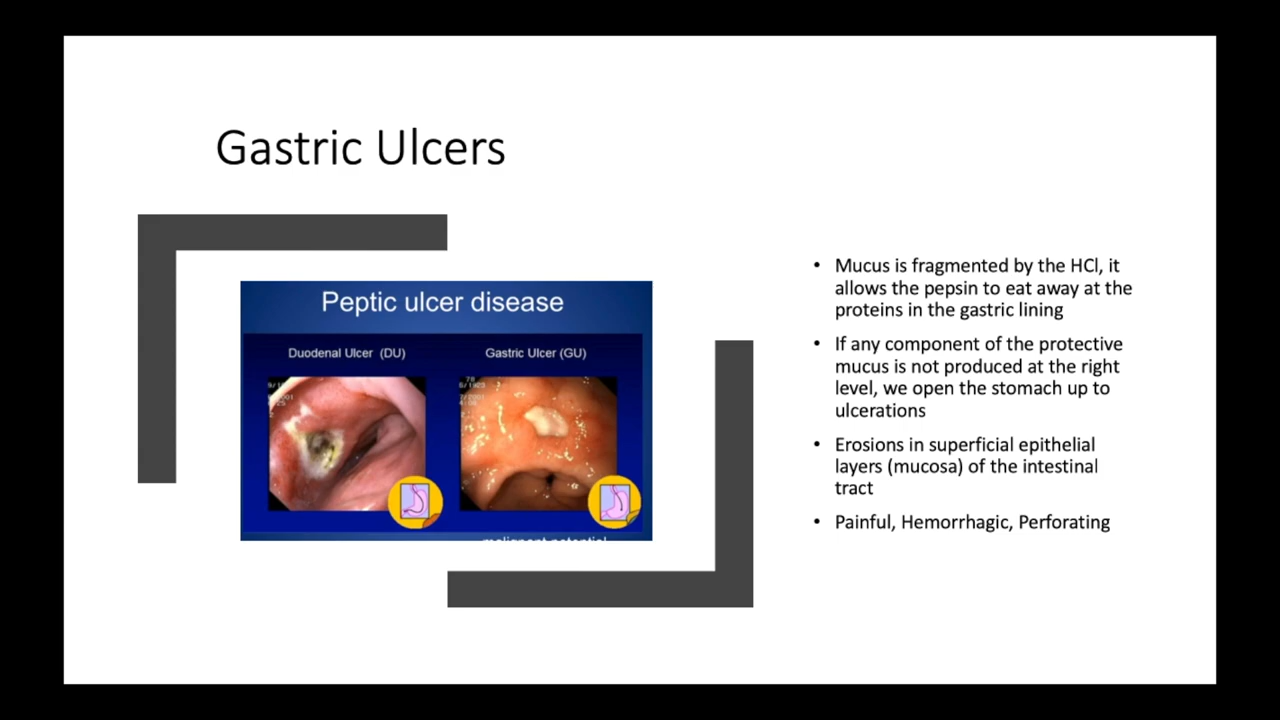 Gastric Ulcers
Peptic ulcer disease
Duodenal Ulcer (DU)
Gastric Ulcer (GU)
malignant potential
• Mucus is fragmented by the HCl, it
allows the pepsin to eat away at the
proteins in the gastric lining
• If any component of the protective
mucus is not produced at the right
level, we open the stomach up to
ulcerations
• Erosions in superficial epithelial
layers (mucosa) of the intestinal
tract
• Painful, Hemorrhagic, Perforating